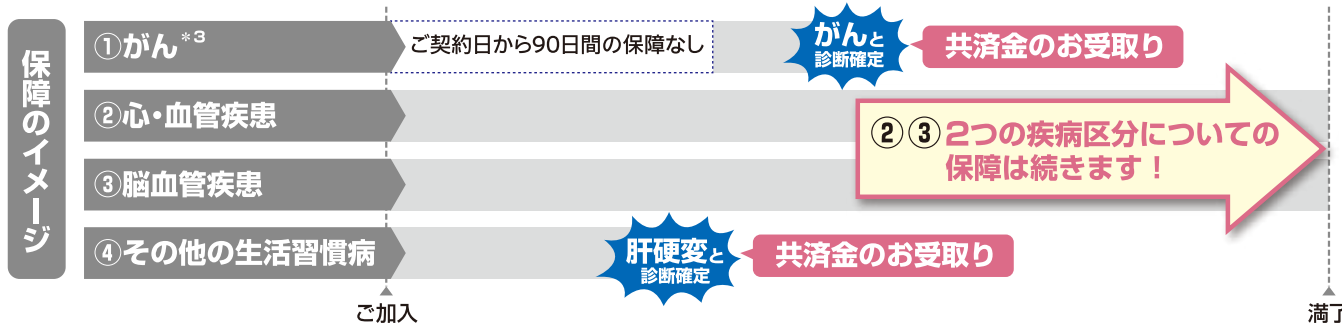 保障のイメージ
①がん＊3
ご契約日から90日間の保障なし
がんと
診断確定
共済金のお受取り
②心・血管疾患
②③2つの疾病区分についての
保障は続きます！
③脳血管疾患
④その他の生活習慣病
肝硬変と
診断確定
共済金のお受取り
ご加入
満了